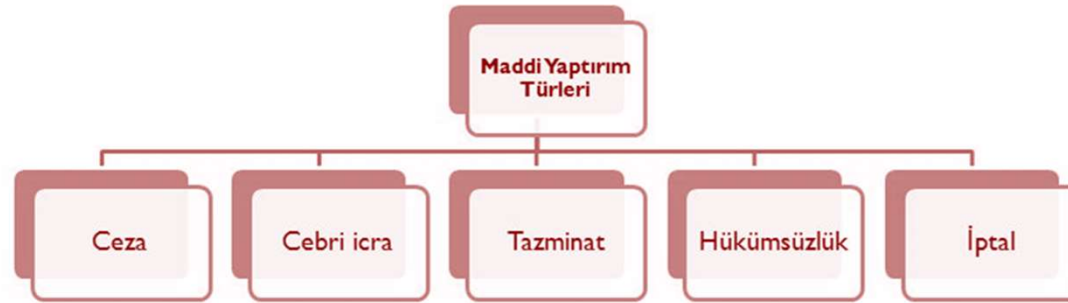 Maddi Yaptırım
Türleri
Ceza
Cebri icra
Tazminat
Hükümsüzlük
İptal